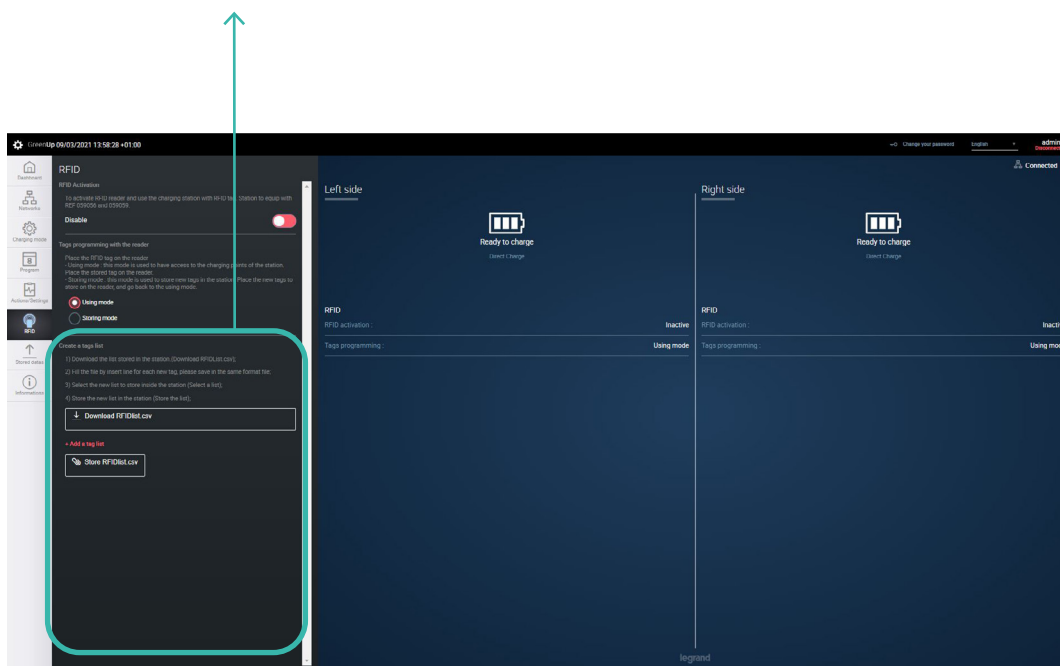 GreenUp 09/03/2021 13:58:28 +01:00
Change your password
English
admin
Disconnect
Connected
Dashboard
Networks
Charging mode
Program
Actions/Settings
RFID
Stored datas
Informations
RFID
RFID Activation
To activate RFID reader and use the charging station with RFID tag. Station to equip with
REF 059056 and 059059.
Disable
Tags programming with the reader
Place the RFID tag on the reader
- Using mode : this mode is used to have access to the charging points of the station.
Place the stored tag on the reader.
- Storing mode : this mode is used to store new tags in the station. Place the new tags to
store on the reader, and go back to the using mode.
Using mode
Storing mode
Create a tags list
1) Download the list stored in the station.(Download RFIDList.csv);
2) Fill the file by insert line for each new tag, please save in the same format file;
3) Select the new list to store inside the station (Select a list);
4) Store the new list in the station (Store the list);
Download RFIDlist.csv
+ Add a tag list
Store RFIDlist.csv
Left side
Ready to charge
Direct Charge
RFID
RFID activation :
Inactive
Tags programming :
Using mode
Right side
Ready to charge
Direct Charge
RFID
RFID activation :
Inacti
Tags programming :
Using mo
legrand